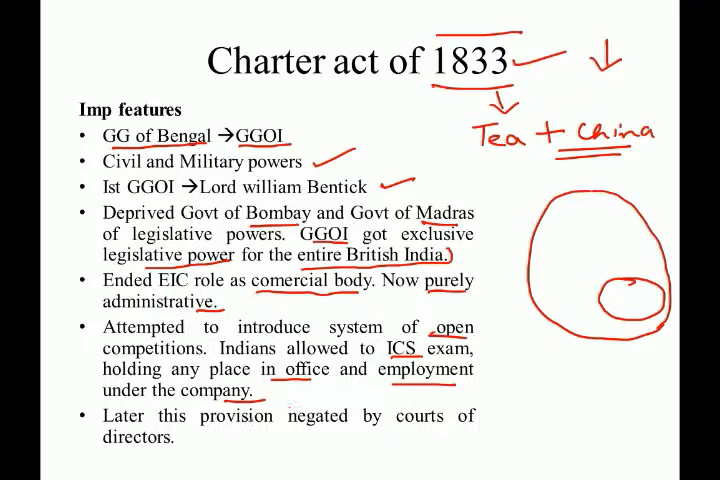 Charter act of 1833
Tea + China
Imp features
• GG of Bengal →GGOI
• Civil and Military powers
• Ist GGOI →Lord william Bentick
• Deprived Govt of Bombay and Govt of Madras
of legislative powers. GGOI got exclusive
legislative power for the entire British India.
• Ended EIC role as comercial body. Now purely
administrative.
• Attempted to introduce system of open
competitions. Indians allowed to ICS exam,
holding any place in office and employment
under the company.
• Later this provision negated by courts of
directors.